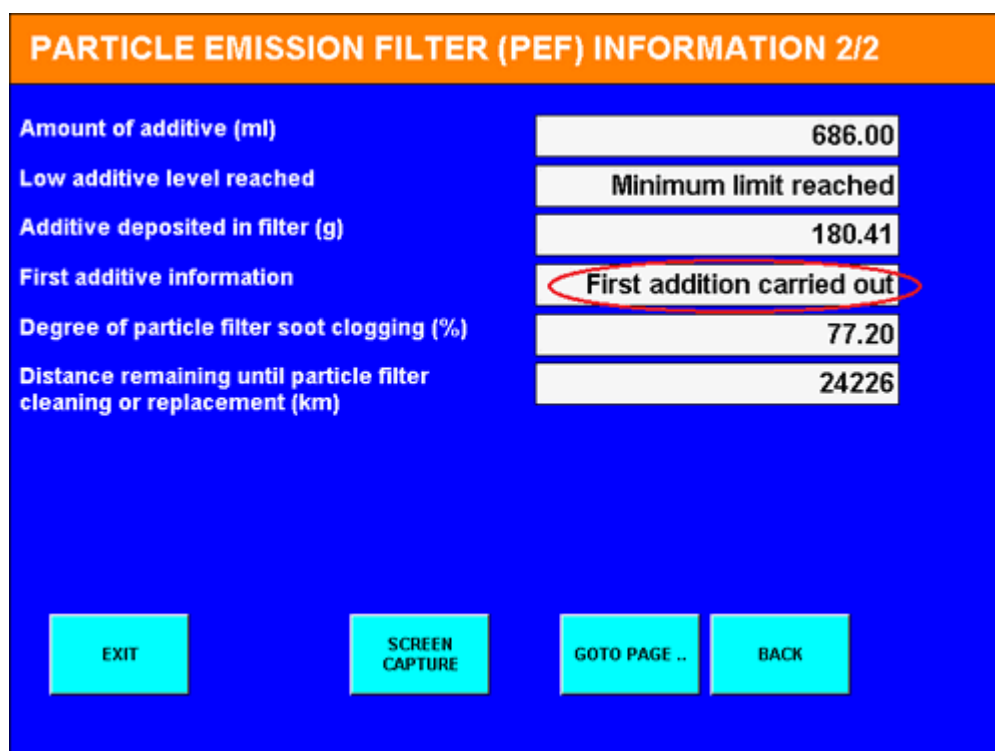 PARTICLE EMISSION FILTER (PEF) INFORMATION 2/2
Amount of additive (ml) 686.00
Low additive level reached Minimum limit reached
Additive deposited in filter (g) 180.41
First additive information First addition carried out
Degree of particle filter soot clogging (%) 77.20
Distance remaining until particle filter 24226
cleaning or replacement (km)
EXIT
SCREEN
CAPTURE
GOTO PAGE ..
BACK